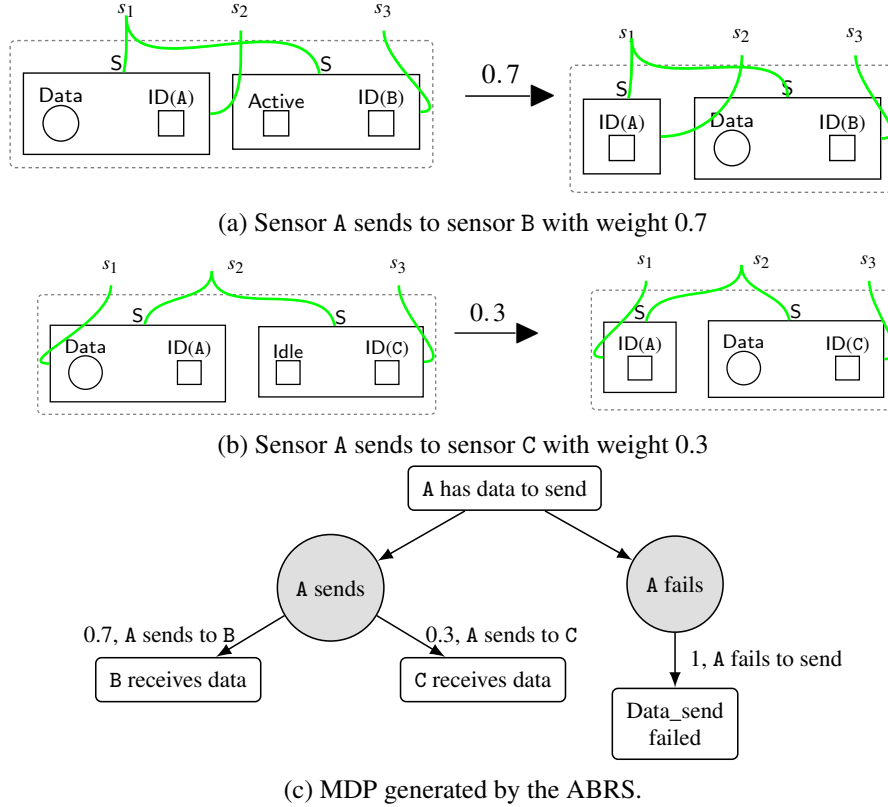 s1 s2 s3
S S
Data ID(A) Active ID(B)
0.7
s1 s2 s3
S S
ID(A) Data ID(B)
(a) Sensor A sends to sensor B with weight 0.7
s1 s2 s3
S S
Data ID(A) Idle ID(C)
0.3
s1 s2 s3
S S
ID(A) Data ID(C)
(b) Sensor A sends to sensor C with weight 0.3
A has data to send
A sends
A fails
0.7, A sends to B
0.3, A sends to C
1, A fails to send
B receives data
C receives data
Data_send
failed
(c) MDP generated by the ABRS.